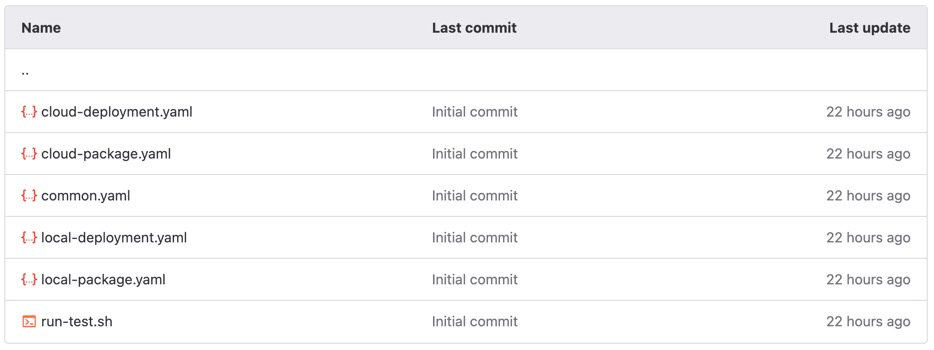 Name Last commit Last update
..
cloud-deployment.yaml Initial commit 22 hours ago
cloud-package.yaml Initial commit 22 hours ago
common.yaml Initial commit 22 hours ago
local-deployment.yaml Initial commit 22 hours ago
local-package.yaml Initial commit 22 hours ago
run-test.sh Initial commit 22 hours ago